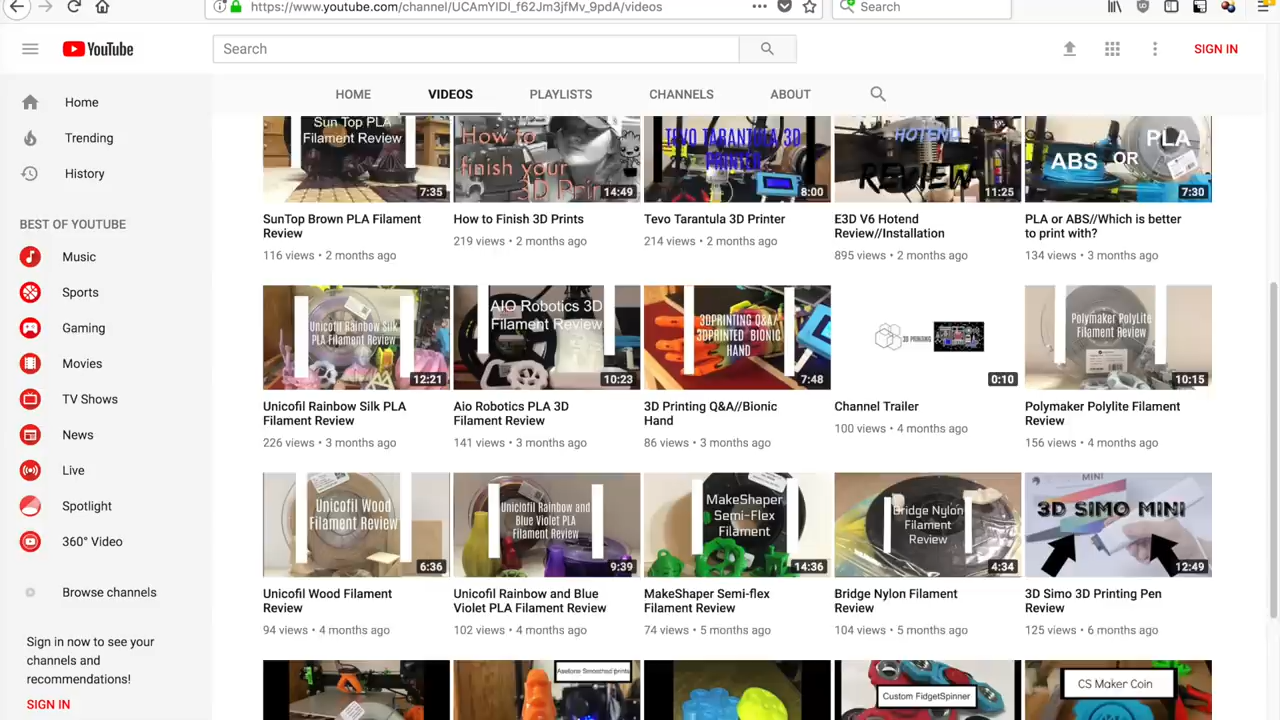 https://www.youtube.com/channel/UCAmYIDI_f62Jm3jfMv_9pdA/videos
Search
YouTube
Search
SIGN IN
HOME VIDEOS PLAYLISTS CHANNELS ABOUT
Home
Trending
History
BEST OF YOUTUBE
Music
Sports
Gaming
Movies
TV Shows
News
Live
Spotlight
360° Video
Browse channels
Sign in now to see your
channels and
recommendations!
SIGN IN
Sun Top PLA
Filament Review
7:35
SunTop Brown PLA Filament
Review
116 views • 2 months ago
How to
finish your
3D Prints
14:49
How to Finish 3D Prints
219 views • 2 months ago
TEVO TARANTULA 3D
PRINTER
8:00
Tevo Tarantula 3D Printer
214 views • 2 months ago
HOTEND
REVIEW
11:25
E3D V6 Hotend
Review//Installation
895 views • 2 months ago
ABS OR PLA
7:30
PLA or ABS//Which is better
to print with?
134 views • 3 months ago
Unicofil Rainbow Silk
PLA Filament Review
12:21
Unicofil Rainbow Silk PLA
Filament Review
226 views • 3 months ago
AIO Robotics 3D
Filament Review
10:23
Aio Robotics PLA 3D
Filament Review
141 views • 3 months ago
3DPRINTING Q&A/
3DPRINTED BIONIC
HAND
7:48
3D Printing Q&A//Bionic
Hand
86 views • 3 months ago
3D PRINTING
0:10
Channel Trailer
100 views • 4 months ago
Polymaker PolyLite
Filament Review
10:15
Polymaker Polylite Filament
Review
156 views • 4 months ago
Unicofil Wood
Filament Review
6:36
Unicofil Wood Filament
Review
94 views • 4 months ago
Unicofil Rainbow and
Blue Violet PLA
Filament Review
9:39
Unicofil Rainbow and Blue
Violet PLA Filament Review
102 views • 4 months ago
MakeShaper
Semi-Flex
Filament
14:36
MakeShaper Semi-flex
Filament Review
74 views • 5 months ago
Bridge Nylon
Filament
Review
4:34
Bridge Nylon Filament
Review
104 views • 5 months ago
MINI
3D SIMO MINI
12:49
3D Simo 3D Printing Pen
Review
125 views • 6 months ago
Acetone Smoothed prints
Custom FidgetSpinner
CS Maker Coin